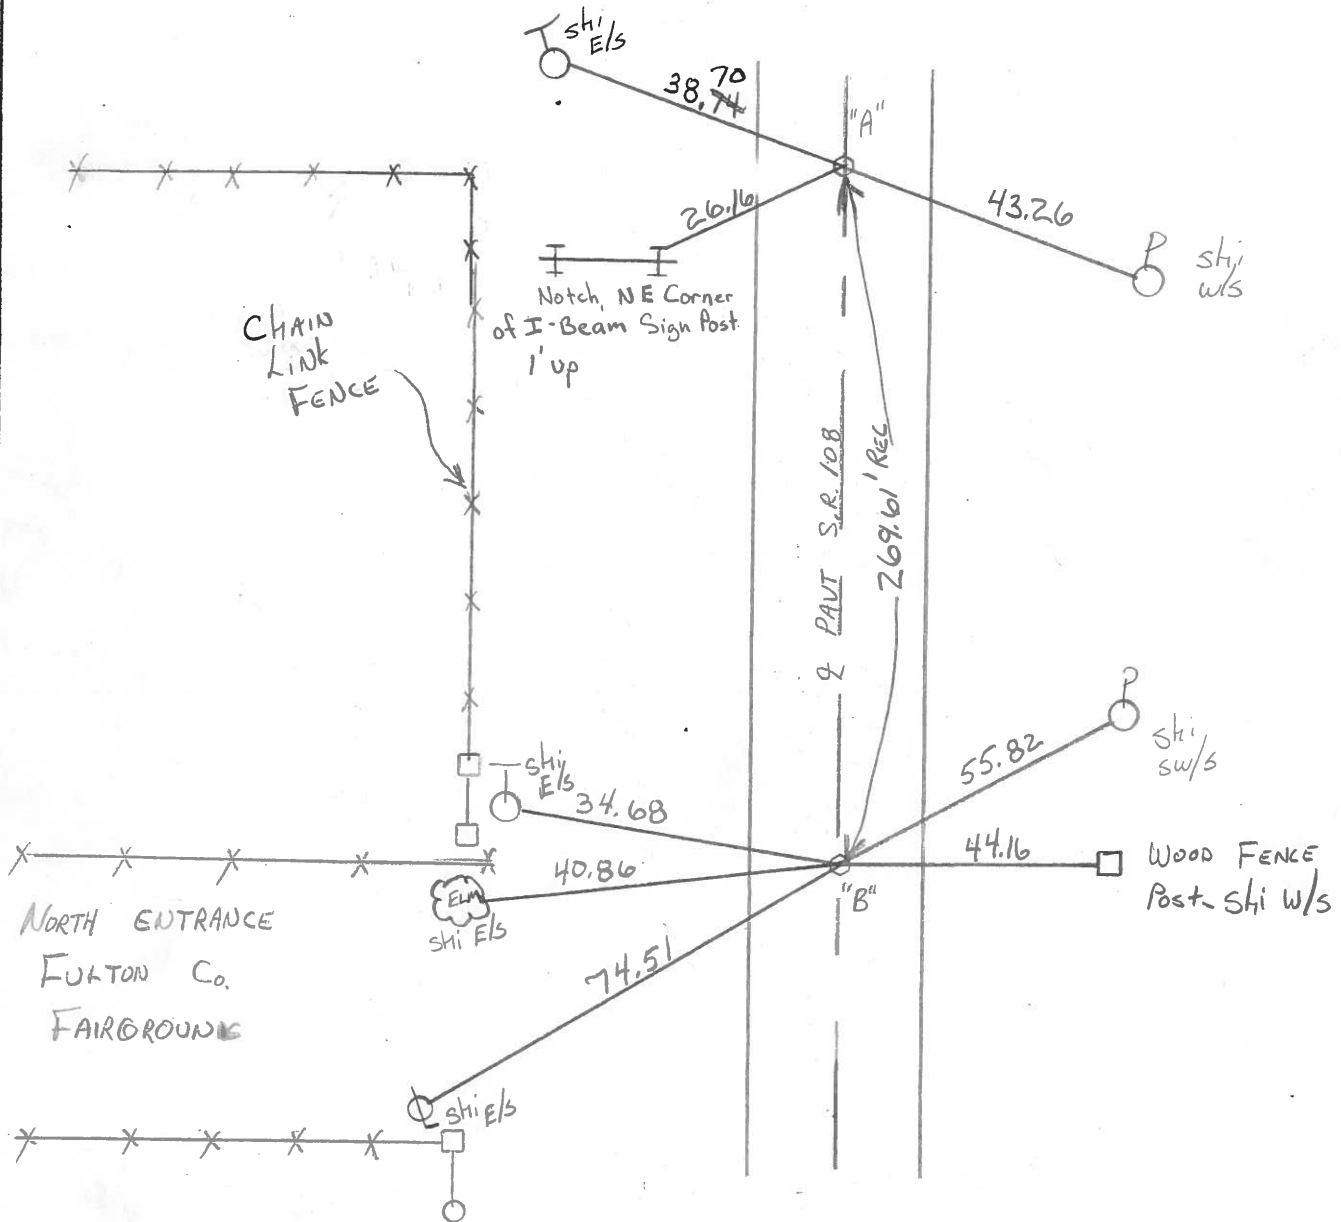 shi
E/s
70
38.74
"A"
26.16
43.26
P
shi
w/s
Notch, NE Corner
of I-Beam Sign Post
1' up
CHAIN
LINK
FENCE
℄ PAVT S.R. 108
269.61' REC
P
shi
sw/s
55.82
shi
E/s
34.68
44.16
WOOD FENCE
Post - shi W/s
40.86
ELM
shi E/s
"B"
NORTH ENTRANCE
FULTON Co.
FAIRGROUND
74.51
shi E/s